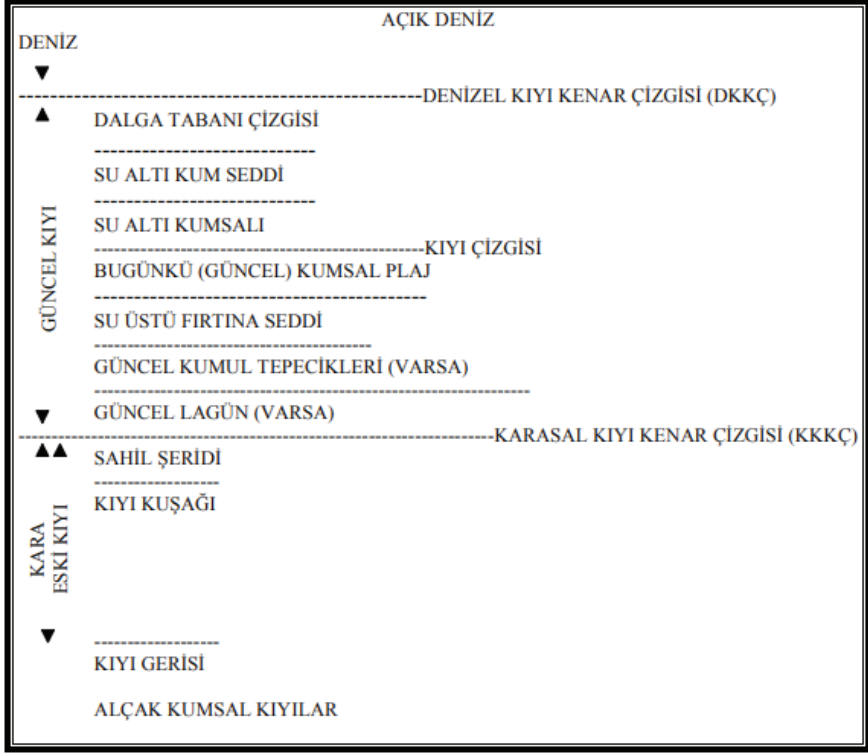 AÇIK DENİZ
DENİZ
DENİZEL KIYI KENAR ÇİZGİSİ (DKKÇ)
DALGA TABANI ÇİZGİSİ
SU ALTI KUM SEDDİ
SU ALTI KUMSALI
KIYI ÇİZGİSİ
BUGÜNKÜ (GÜNCEL) KUMSAL PLAJ
SU ÜSTÜ FIRTINA SEDDİ
GÜNCEL KUMUL TEPECİKLERİ (VARSA)
GÜNCEL LAGÜN (VARSA)
GÜNCEL KIYI
KARASAL KIYI KENAR ÇİZGİSİ (KKKÇ)
SAHİL ŞERİDİ
KIYI KUŞAĞI
KARA
ESKİ KIYI
KIYI GERİSİ
ALÇAK KUMSAL KIYILAR